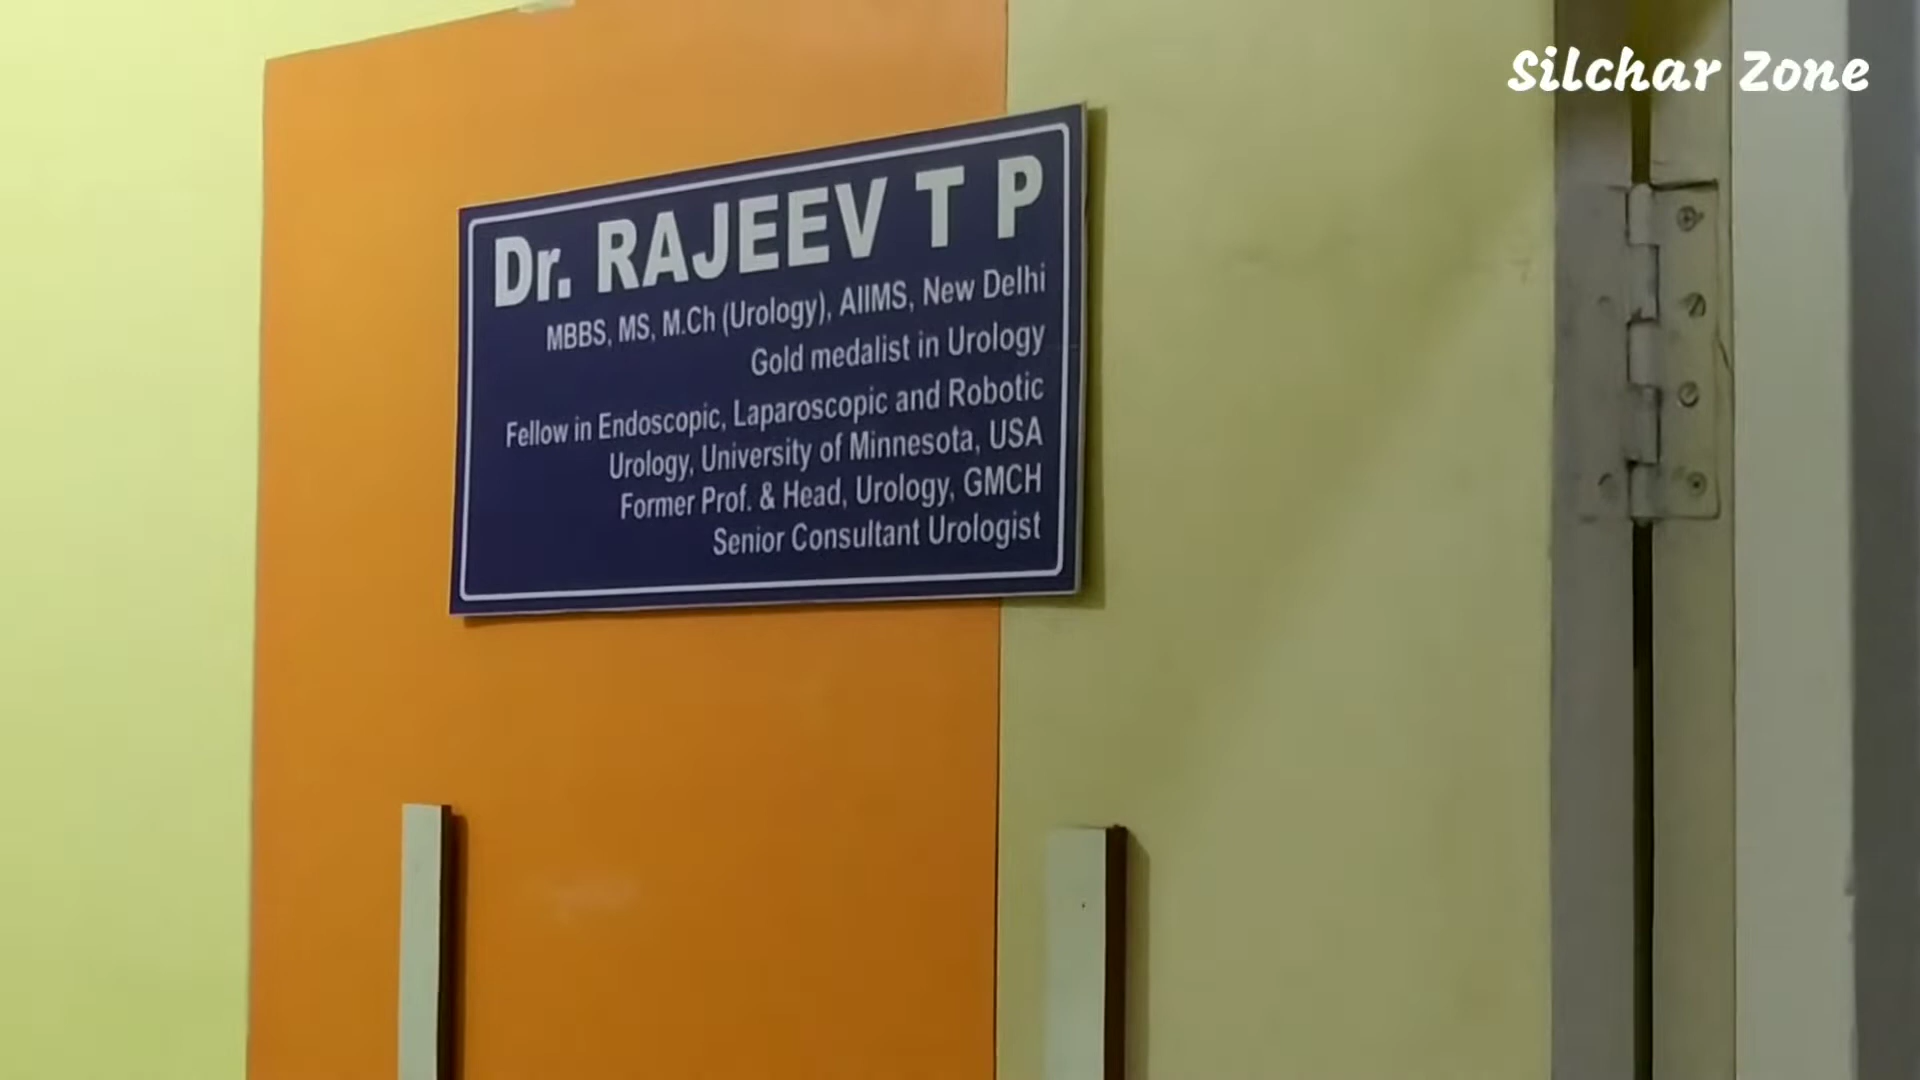 Silchar Zone
Dr. RAJEEV T P
MBBS, MS, M.Ch (Urology), AIIMS, New Delhi
Gold medalist in Urology
Fellow in Endoscopic, Laparoscopic and Robotic
Urology, University of Minnesota, USA
Former Prof. & Head, Urology, GMCH
Senior Consultant Urologist